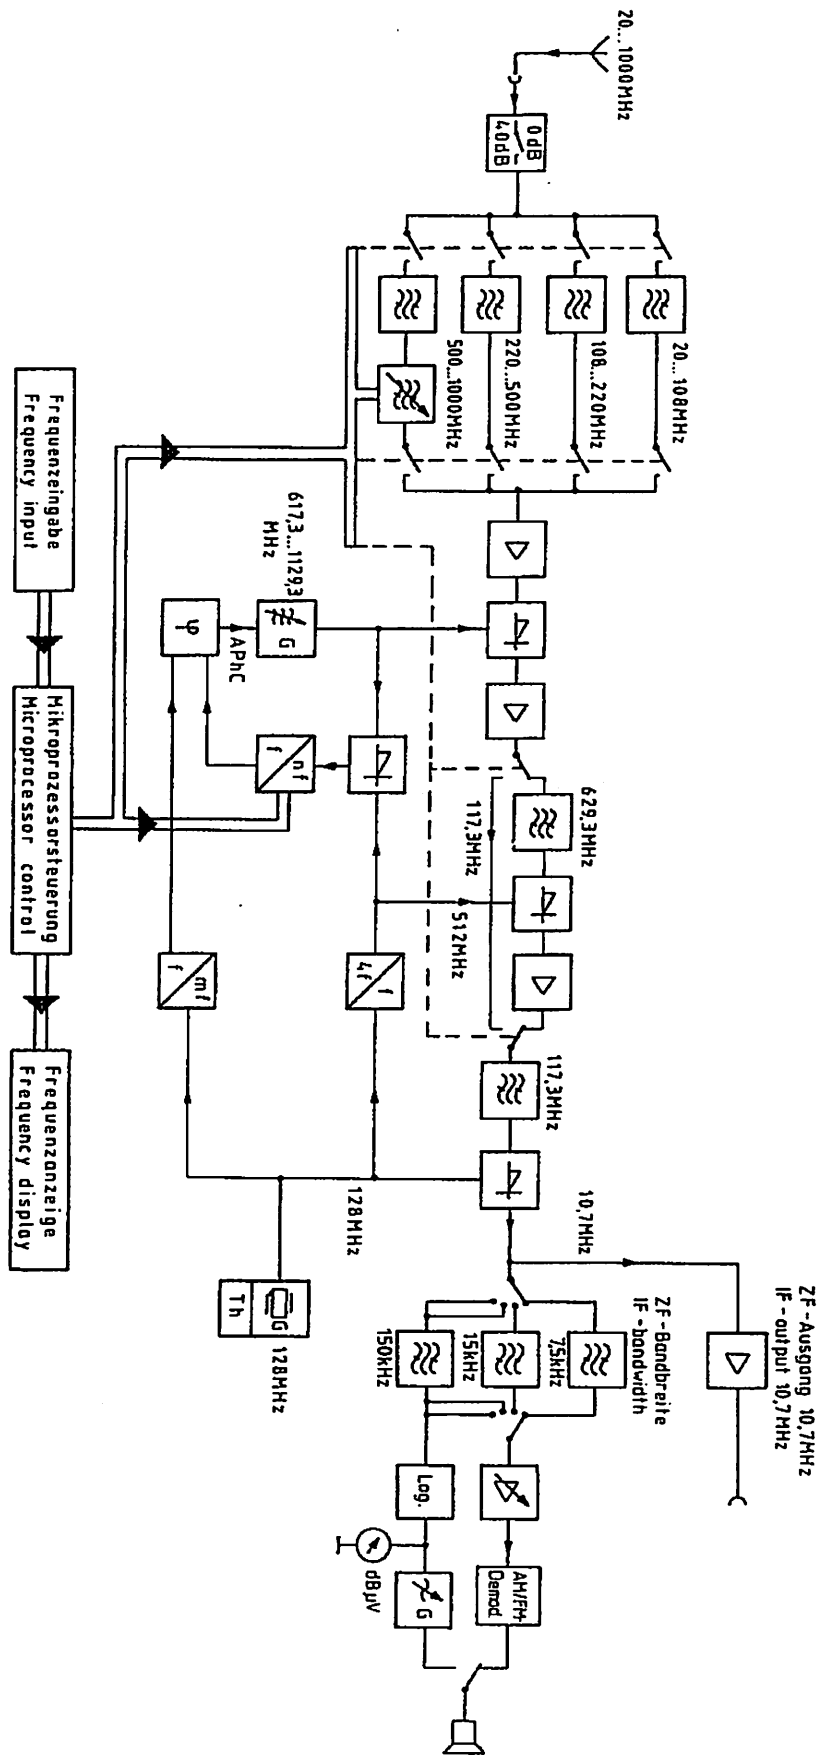 20...1000MHz
0dB
40dB
20...108MHz
108...220MHz
220...500MHz
500...1000MHz
629,3MHz
117,3MHz
512MHz
117,3MHz
10,7MHz
ZF-Ausgang 10,7MHz
IF-output 10,7MHz
ZF-Bandbreite
IF-bandwidth
7,5kHz
15kHz
150kHz
AM/FM-
Demod
Log.
dBµV
G
617,3...1129,3
MHz
G
APhC
φ
nf
f
f
4f
mf
f
128MHz
G
Th
128MHz
Frequenzeingabe
Frequency input
Mikroprozessorsteuerung
Microprocessor control
Frequenzanzeige
Frequency display